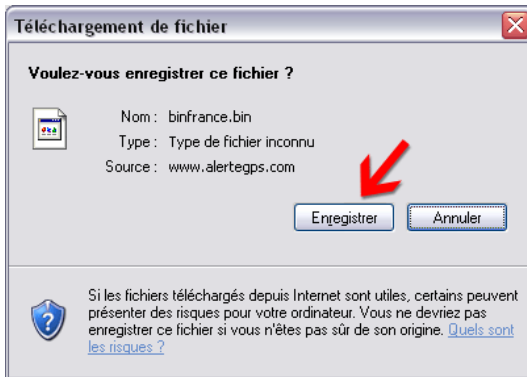 Téléchargement de fichier
Voulez-vous enregistrer ce fichier ?
Nom : binfrance.bin
Type : Type de fichier inconnu
Source : www.alertegps.com
Enregistrer Annuler
Si les fichiers téléchargés depuis Internet sont utiles, certains peuvent
présenter des risques pour votre ordinateur. Vous ne devriez pas
enregistrer ce fichier si vous n'êtes pas sûr de son origine. Quels sont
les risques ?